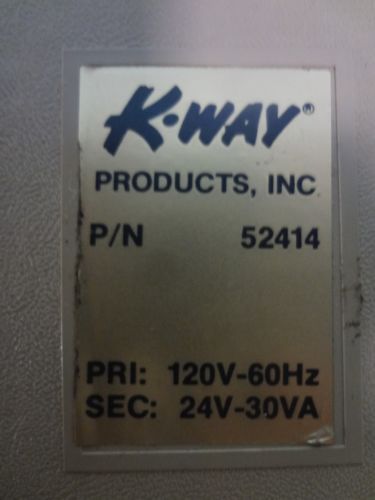 K·WAY®
PRODUCTS, INC
P/N 52414
PRI: 120V-60Hz
SEC: 24V-30VA